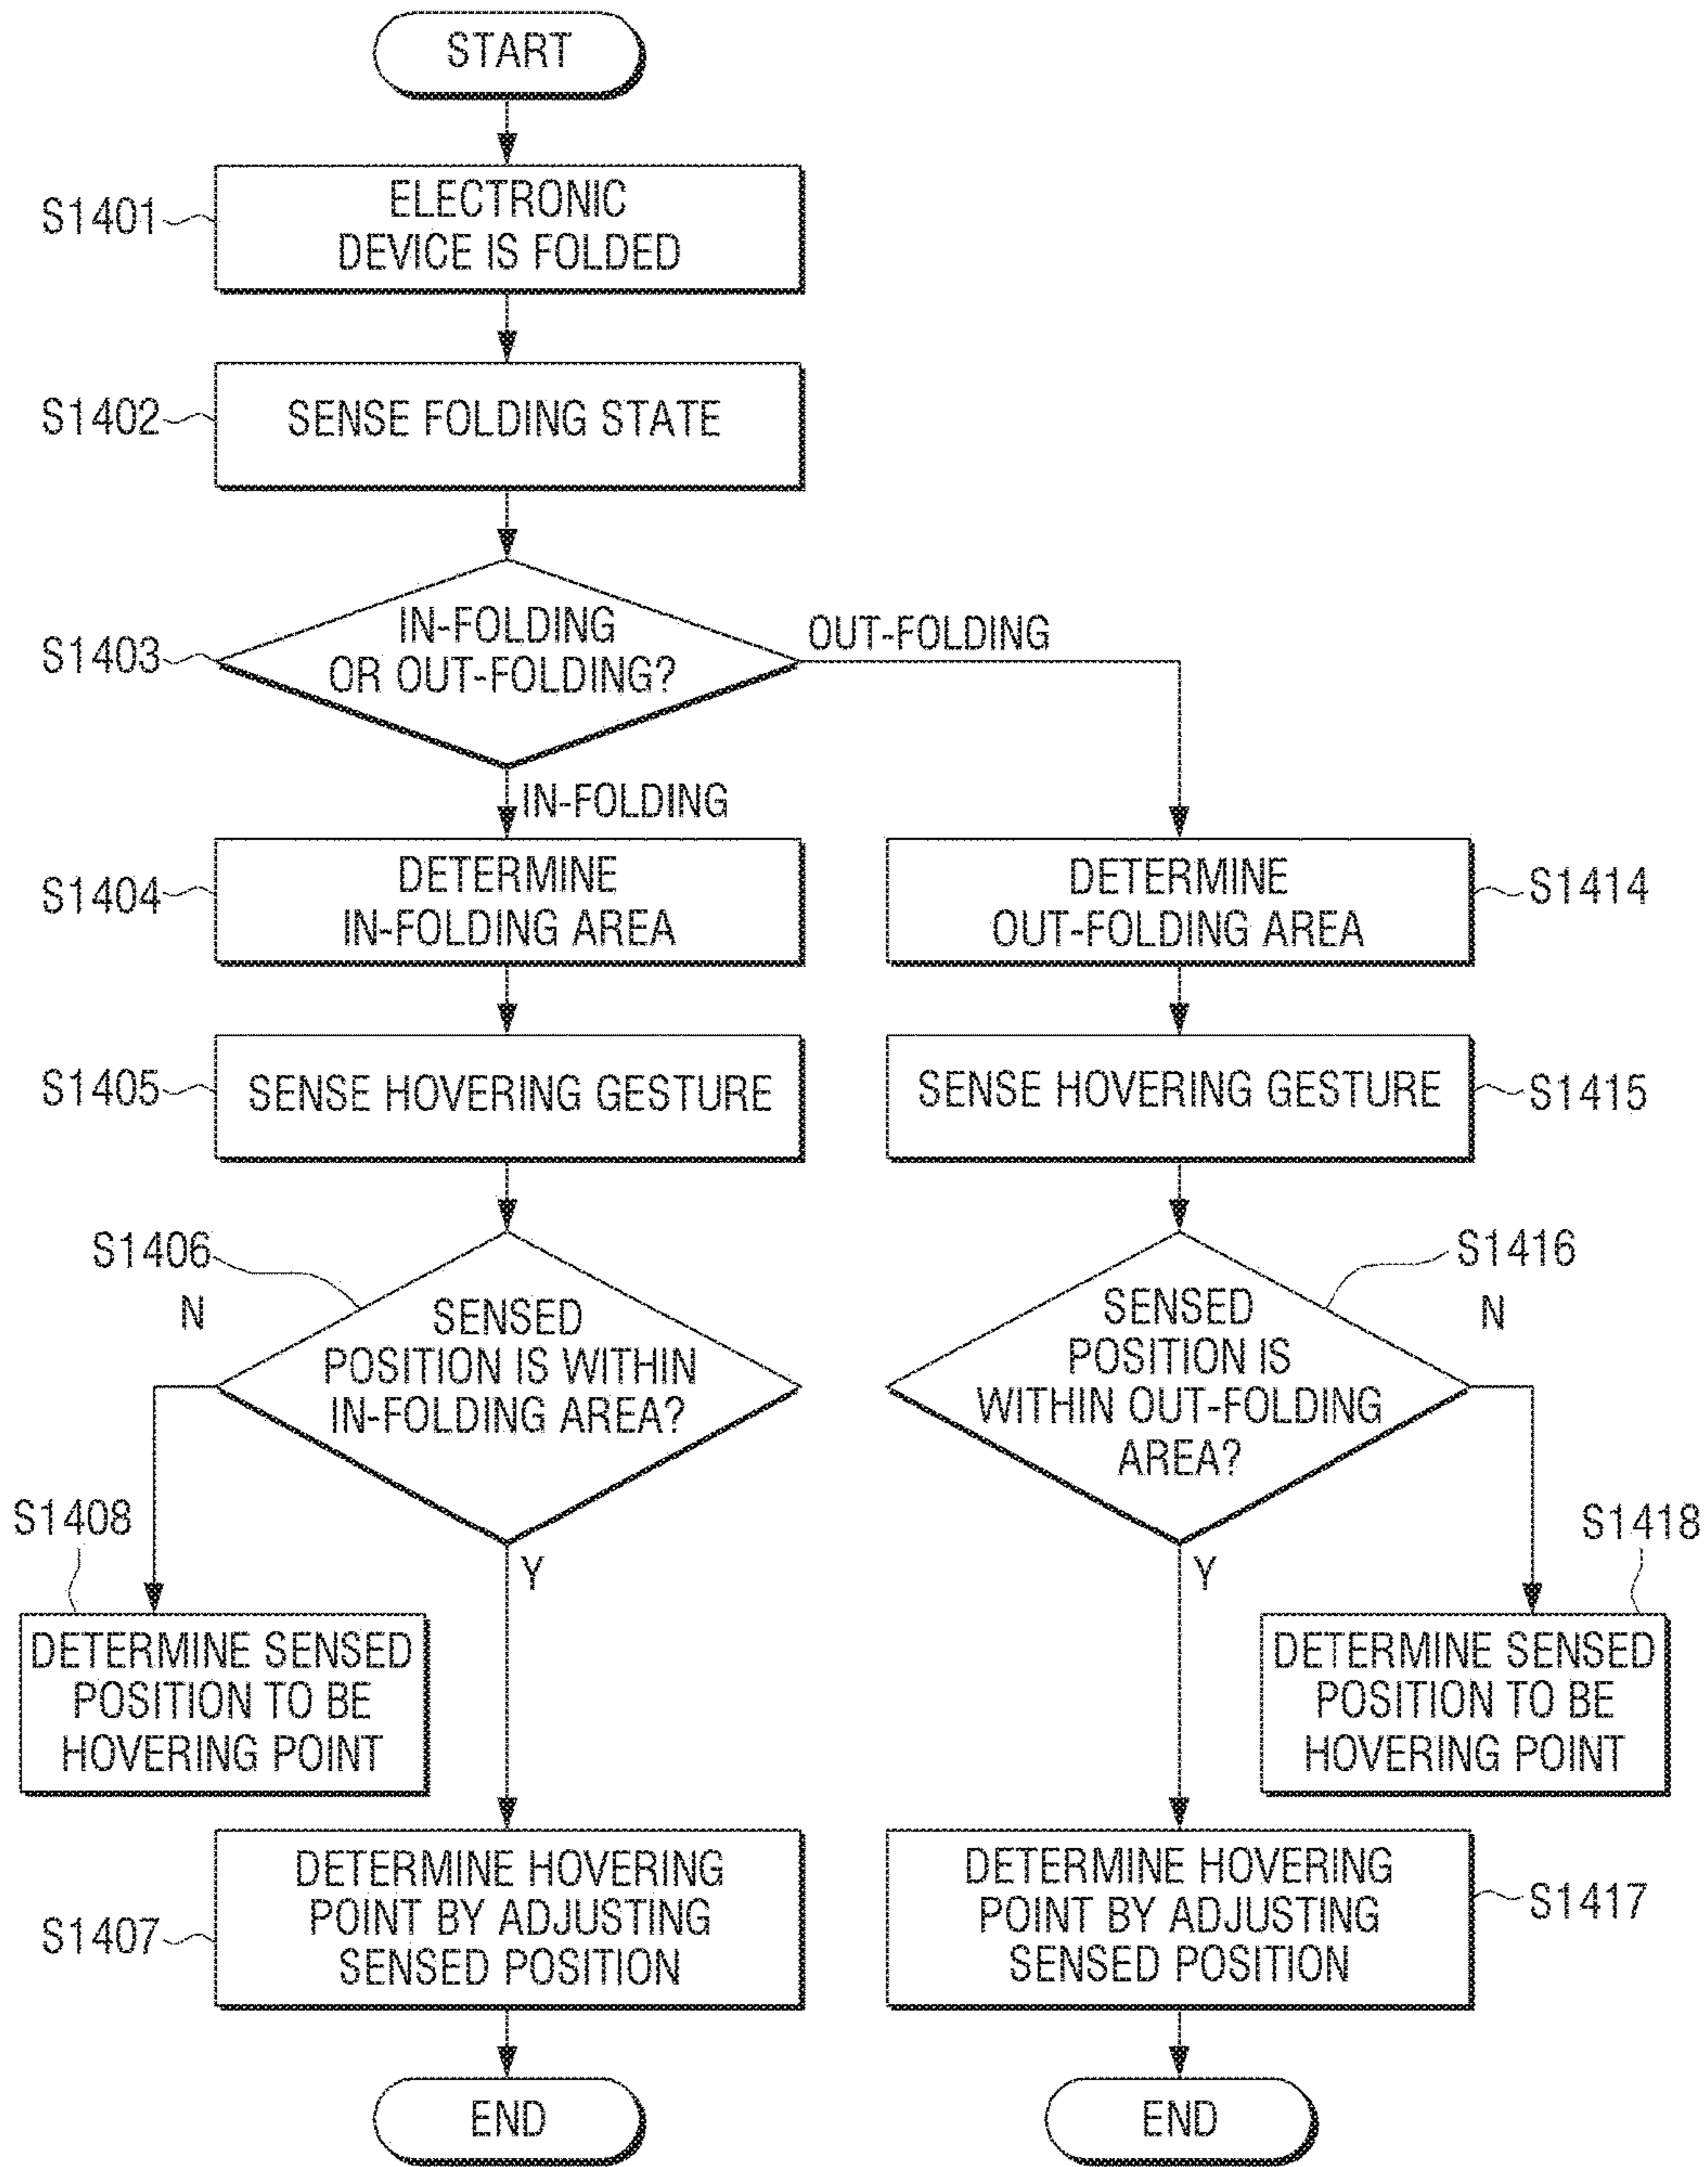 START
S1401
ELECTRONIC
DEVICE IS FOLDED
S1402
SENSE FOLDING STATE
S1403
IN-FOLDING
OR OUT-FOLDING?
OUT-FOLDING
IN-FOLDING
S1404
DETERMINE
IN-FOLDING AREA
DETERMINE
OUT-FOLDING AREA
S1414
S1405
SENSE HOVERING GESTURE
SENSE HOVERING GESTURE
S1415
S1406
N
SENSED
POSITION IS WITHIN
IN-FOLDING AREA?
Y
S1416
N
SENSED
POSITION IS
WITHIN OUT-FOLDING
AREA?
Y
S1408
DETERMINE SENSED
POSITION TO BE
HOVERING POINT
S1418
DETERMINE SENSED
POSITION TO BE
HOVERING POINT
S1407
DETERMINE HOVERING
POINT BY ADJUSTING
SENSED POSITION
DETERMINE HOVERING
POINT BY ADJUSTING
SENSED POSITION
S1417
END
END